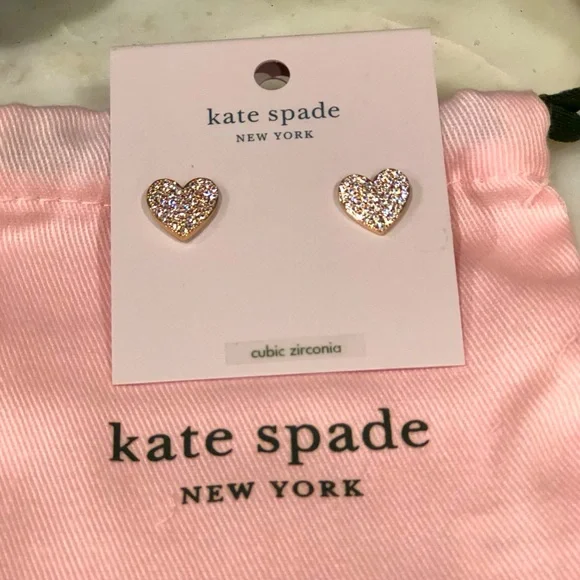 kate spade
NEW YORK
cubic zirconia
kate spade
NEW YORK